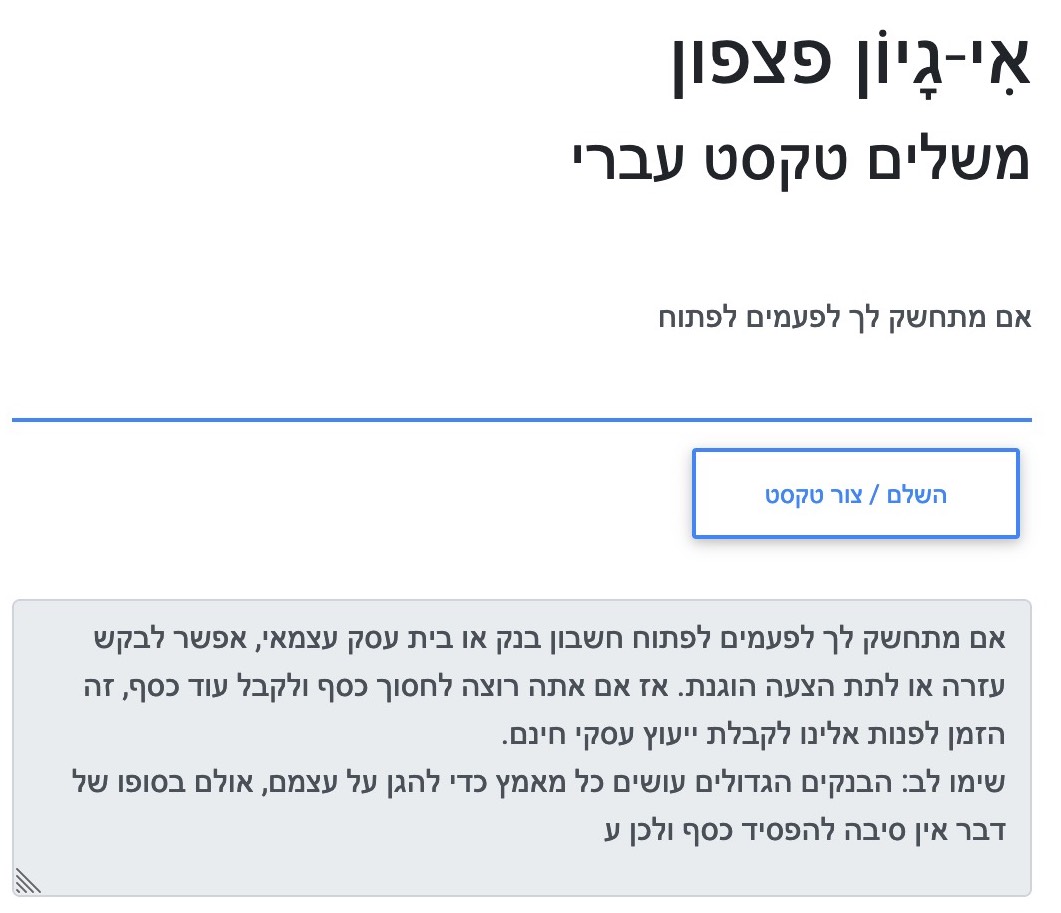 אִי-גָיוֹן פצפון
משלים טקסט עברי
אם מתחשק לך לפעמים לפתוח
השלם / צור טקסט
אם מתחשק לך לפעמים לפתוח חשבון בנק או בית עסק עצמאי, אפשר לבקש
עזרה או לתת הצעה הוגנת. אז אם אתה רוצה לחסוך כסף ולקבל עוד כסף, זה
הזמן לפנות אלינו לקבלת ייעוץ עסקי חינם.
שימו לב: הבנקים הגדולים עושים כל מאמץ כדי להגן על עצמם, אולם בסופו של
דבר אין סיבה להפסיד כסף ולכן ע